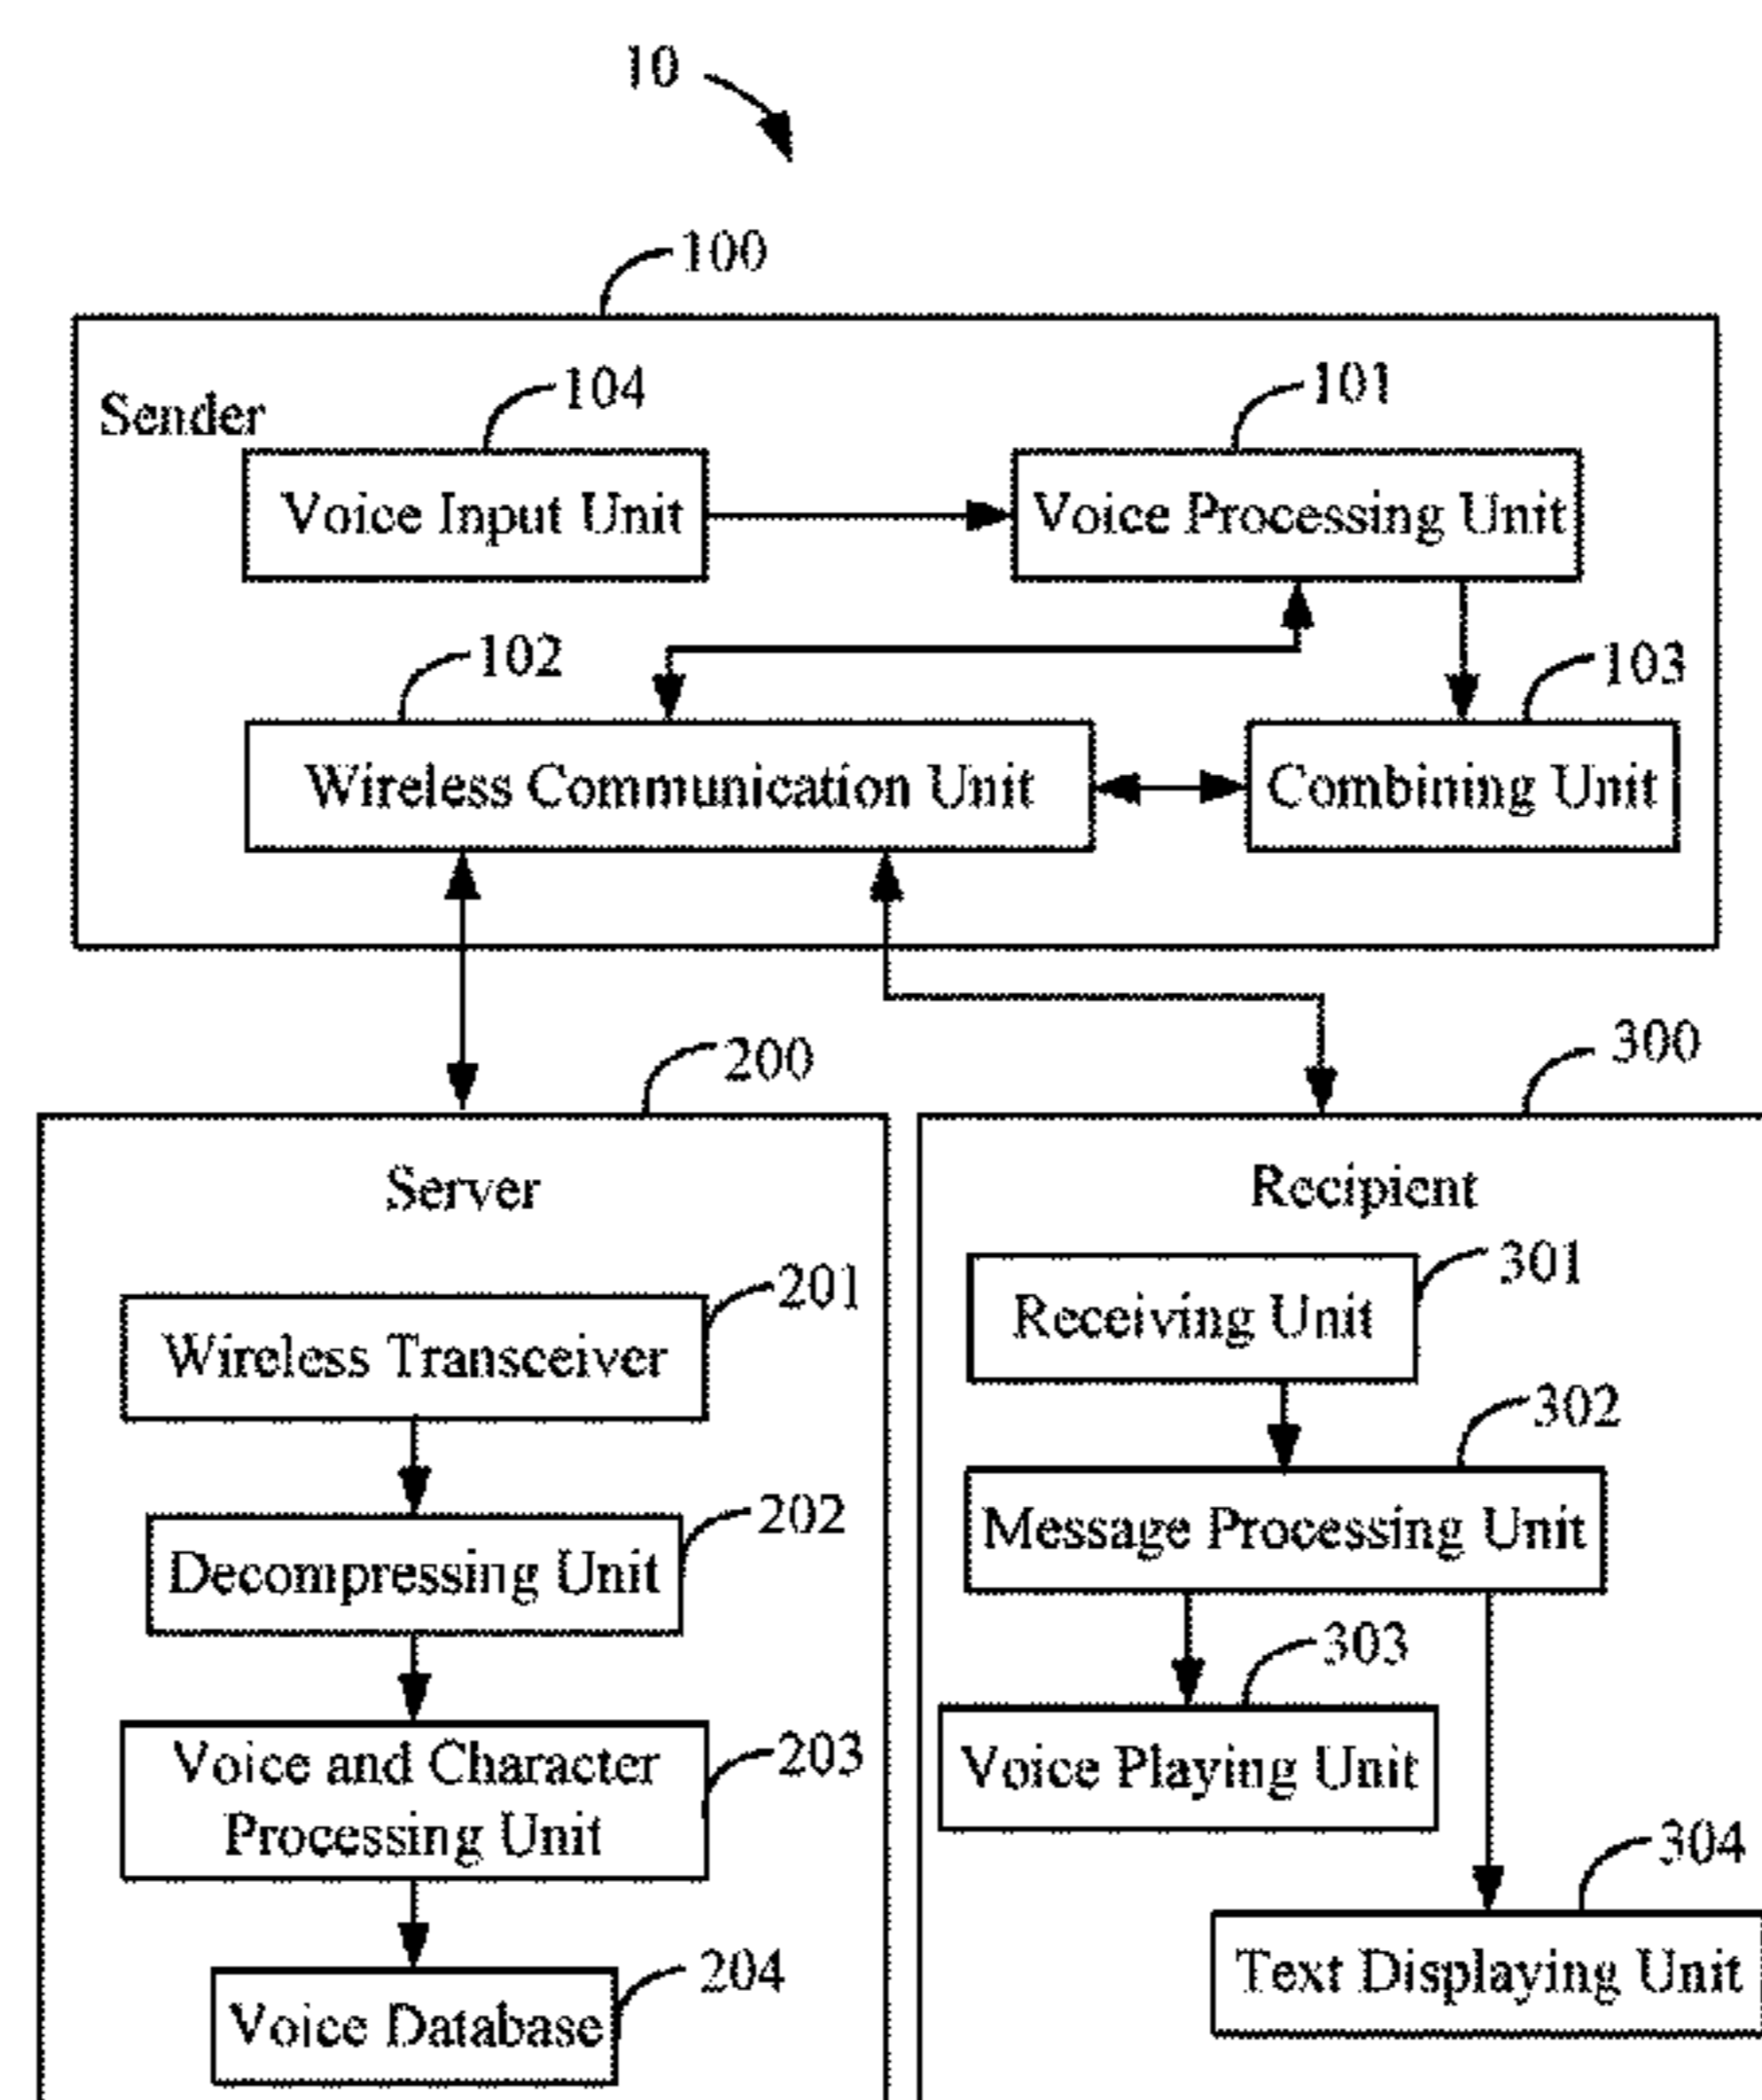 10
100
Sender
104
101
Voice Input Unit
Voice Processing Unit
102
103
Wireless Communication Unit
Combining Unit
200
300
Server
Recipient
201
301
Wireless Transceiver
Receiving Unit
202
302
Decompressing Unit
Message Processing Unit
203
303
Voice and Character
Processing Unit
Voice Playing Unit
204
304
Voice Database
Text Displaying Unit